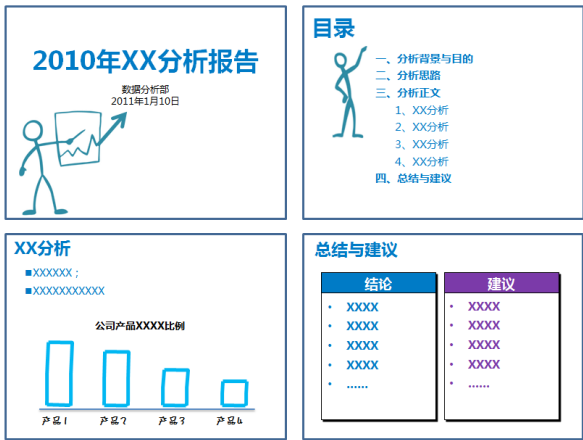 2010年XX分析报告
数据分析部
2011年1月10日
目录
一、分析背景与目的
二、分析思路
三、分析正文
1、XX分析
2、XX分析
3、XX分析
4、XX分析
四、总结与建议
XX分析
■XXXXXX；
■XXXXXXXXXXX
公司产品XXXX比例
产品1 产品2 产品3 产品4
总结与建议
结论
• XXXX
• XXXX
• XXXX
• XXXX
• ......
建议
• XXXX
• XXXX
• XXXX
• XXXX
• ......